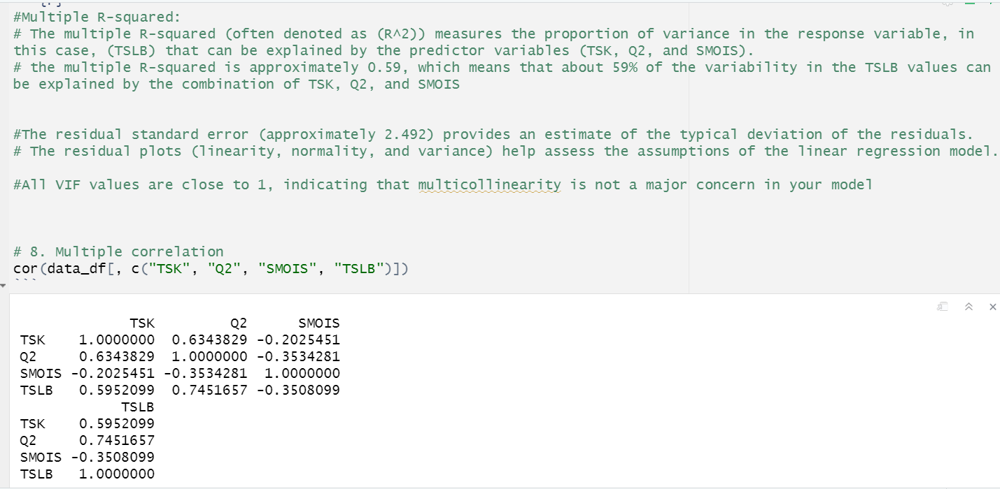 #Multiple R-squared:
# The multiple R-squared (often denoted as (R^2)) measures the proportion of variance in the response variable, in
this case, (TSLB) that can be explained by the predictor variables (TSK, Q2, and SMOIS).
# the multiple R-squared is approximately 0.59, which means that about 59% of the variability in the TSLB values can
be explained by the combination of TSK, Q2, and SMOIS
#The residual standard error (approximately 2.492) provides an estimate of the typical deviation of the residuals.
# The residual plots (linearity, normality, and variance) help assess the assumptions of the linear regression model.
#All VIF values are close to 1, indicating that multicollinearity is not a major concern in your model
# 8. Multiple correlation
cor(data_df[, c("TSK", "Q2", "SMOIS", "TSLB")])
```
TSK Q2 SMOIS
TSK 1.0000000 0.6343829 -0.2025451
Q2 0.6343829 1.0000000 -0.3534281
SMOIS -0.2025451 -0.3534281 1.0000000
TSLB 0.5952099 0.7451657 -0.3508099
TSLB
TSK 0.5952099
Q2 0.7451657
SMOIS -0.3508099
TSLB 1.0000000